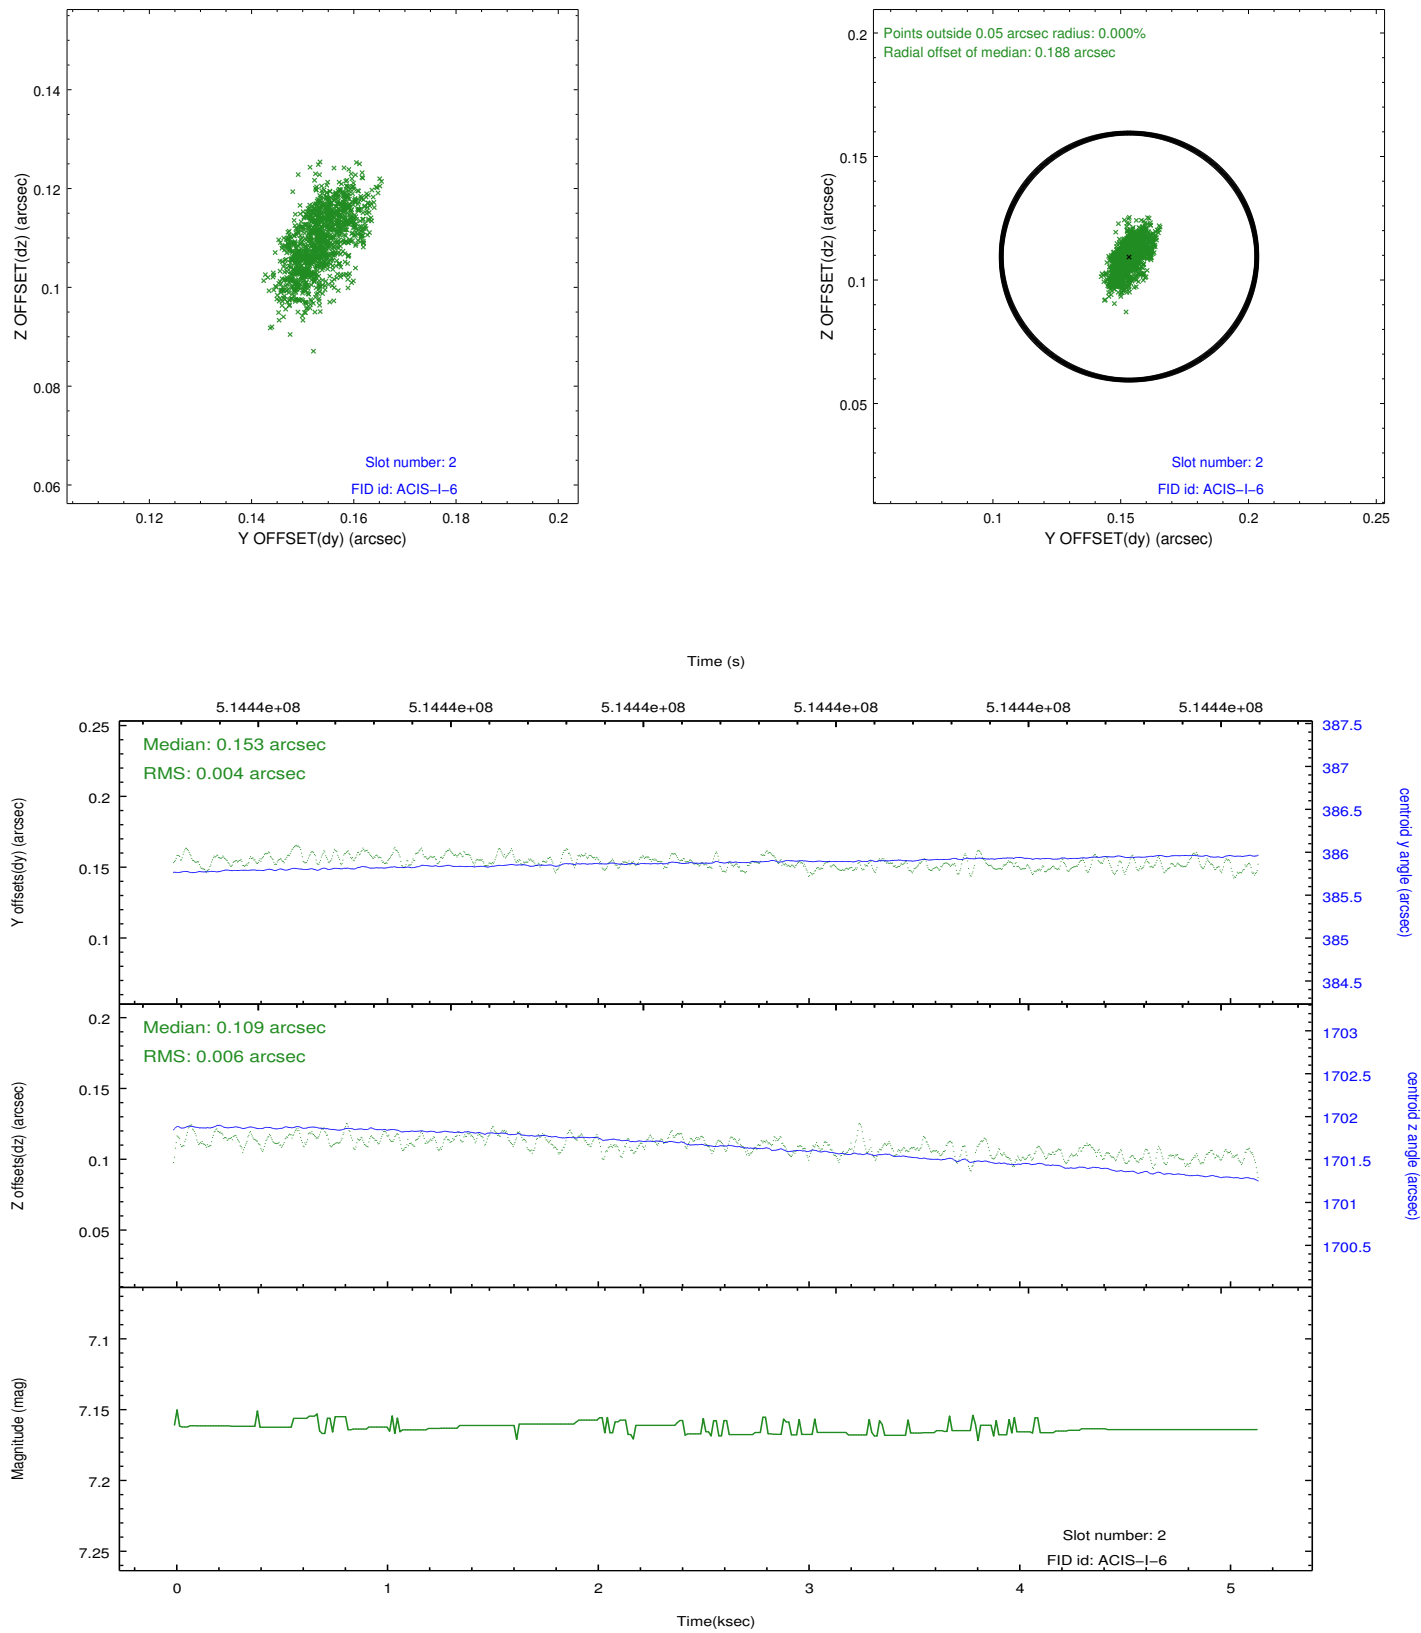 0.14
0.12
0.1
0.08
0.06
Z OFFSET(dz) (arcsec)
Slot number: 2
FID id: ACIS-I-6
0.12 0.14 0.16 0.18 0.2
Y OFFSET(dy) (arcsec)
Points outside 0.05 arcsec radius: 0.000%
Radial offset of median: 0.188 arcsec
0.2
0.15
0.1
0.05
Z OFFSET(dz) (arcsec)
Slot number: 2
FID id: ACIS-I-6
0.1 0.15 0.2 0.25
Y OFFSET(dy) (arcsec)
Time (s)
5.1444e+08 5.1444e+08 5.1444e+08 5.1444e+08 5.1444e+08 5.1444e+08
Median: 0.153 arcsec
RMS: 0.004 arcsec
0.25
0.2
0.15
0.1
Y offsets(dy) (arcsec)
387.5
387
386.5
386
385.5
385
384.5
centroid y angle (arcsec)
Median: 0.109 arcsec
RMS: 0.006 arcsec
0.2
0.15
0.1
0.05
Z offsets(dz) (arcsec)
1703
1702.5
1702
1701.5
1701
1700.5
centroid z angle (arcsec)
7.1
7.15
7.2
7.25
Magnitude (mag)
Slot number: 2
FID id: ACIS-I-6
0 1 2 3 4 5
Time(ksec)